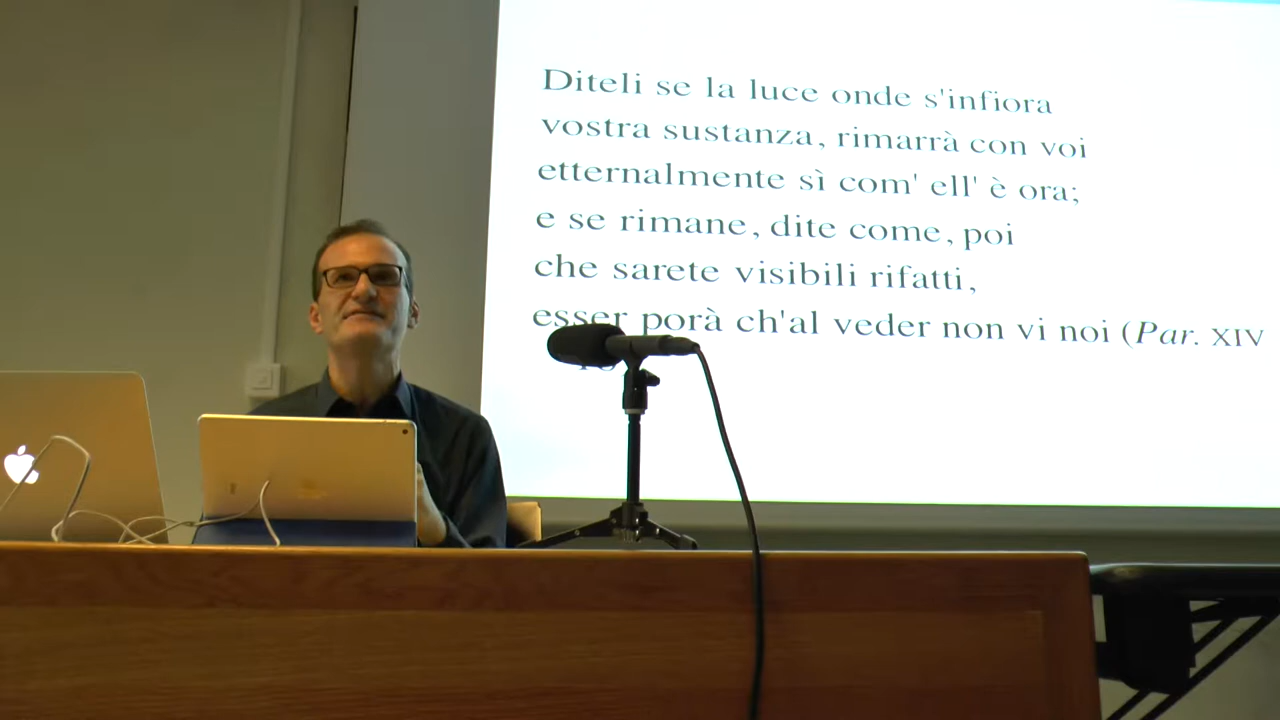 Diteli se la luce onde s'infiora
vostra sustanza, rimarrà con voi
etternalmente sì com' ell' è ora;
e se rimane, dite come, poi
che sarete visibili rifatti,
esser porà ch'al veder non vi noi (Par. XIV